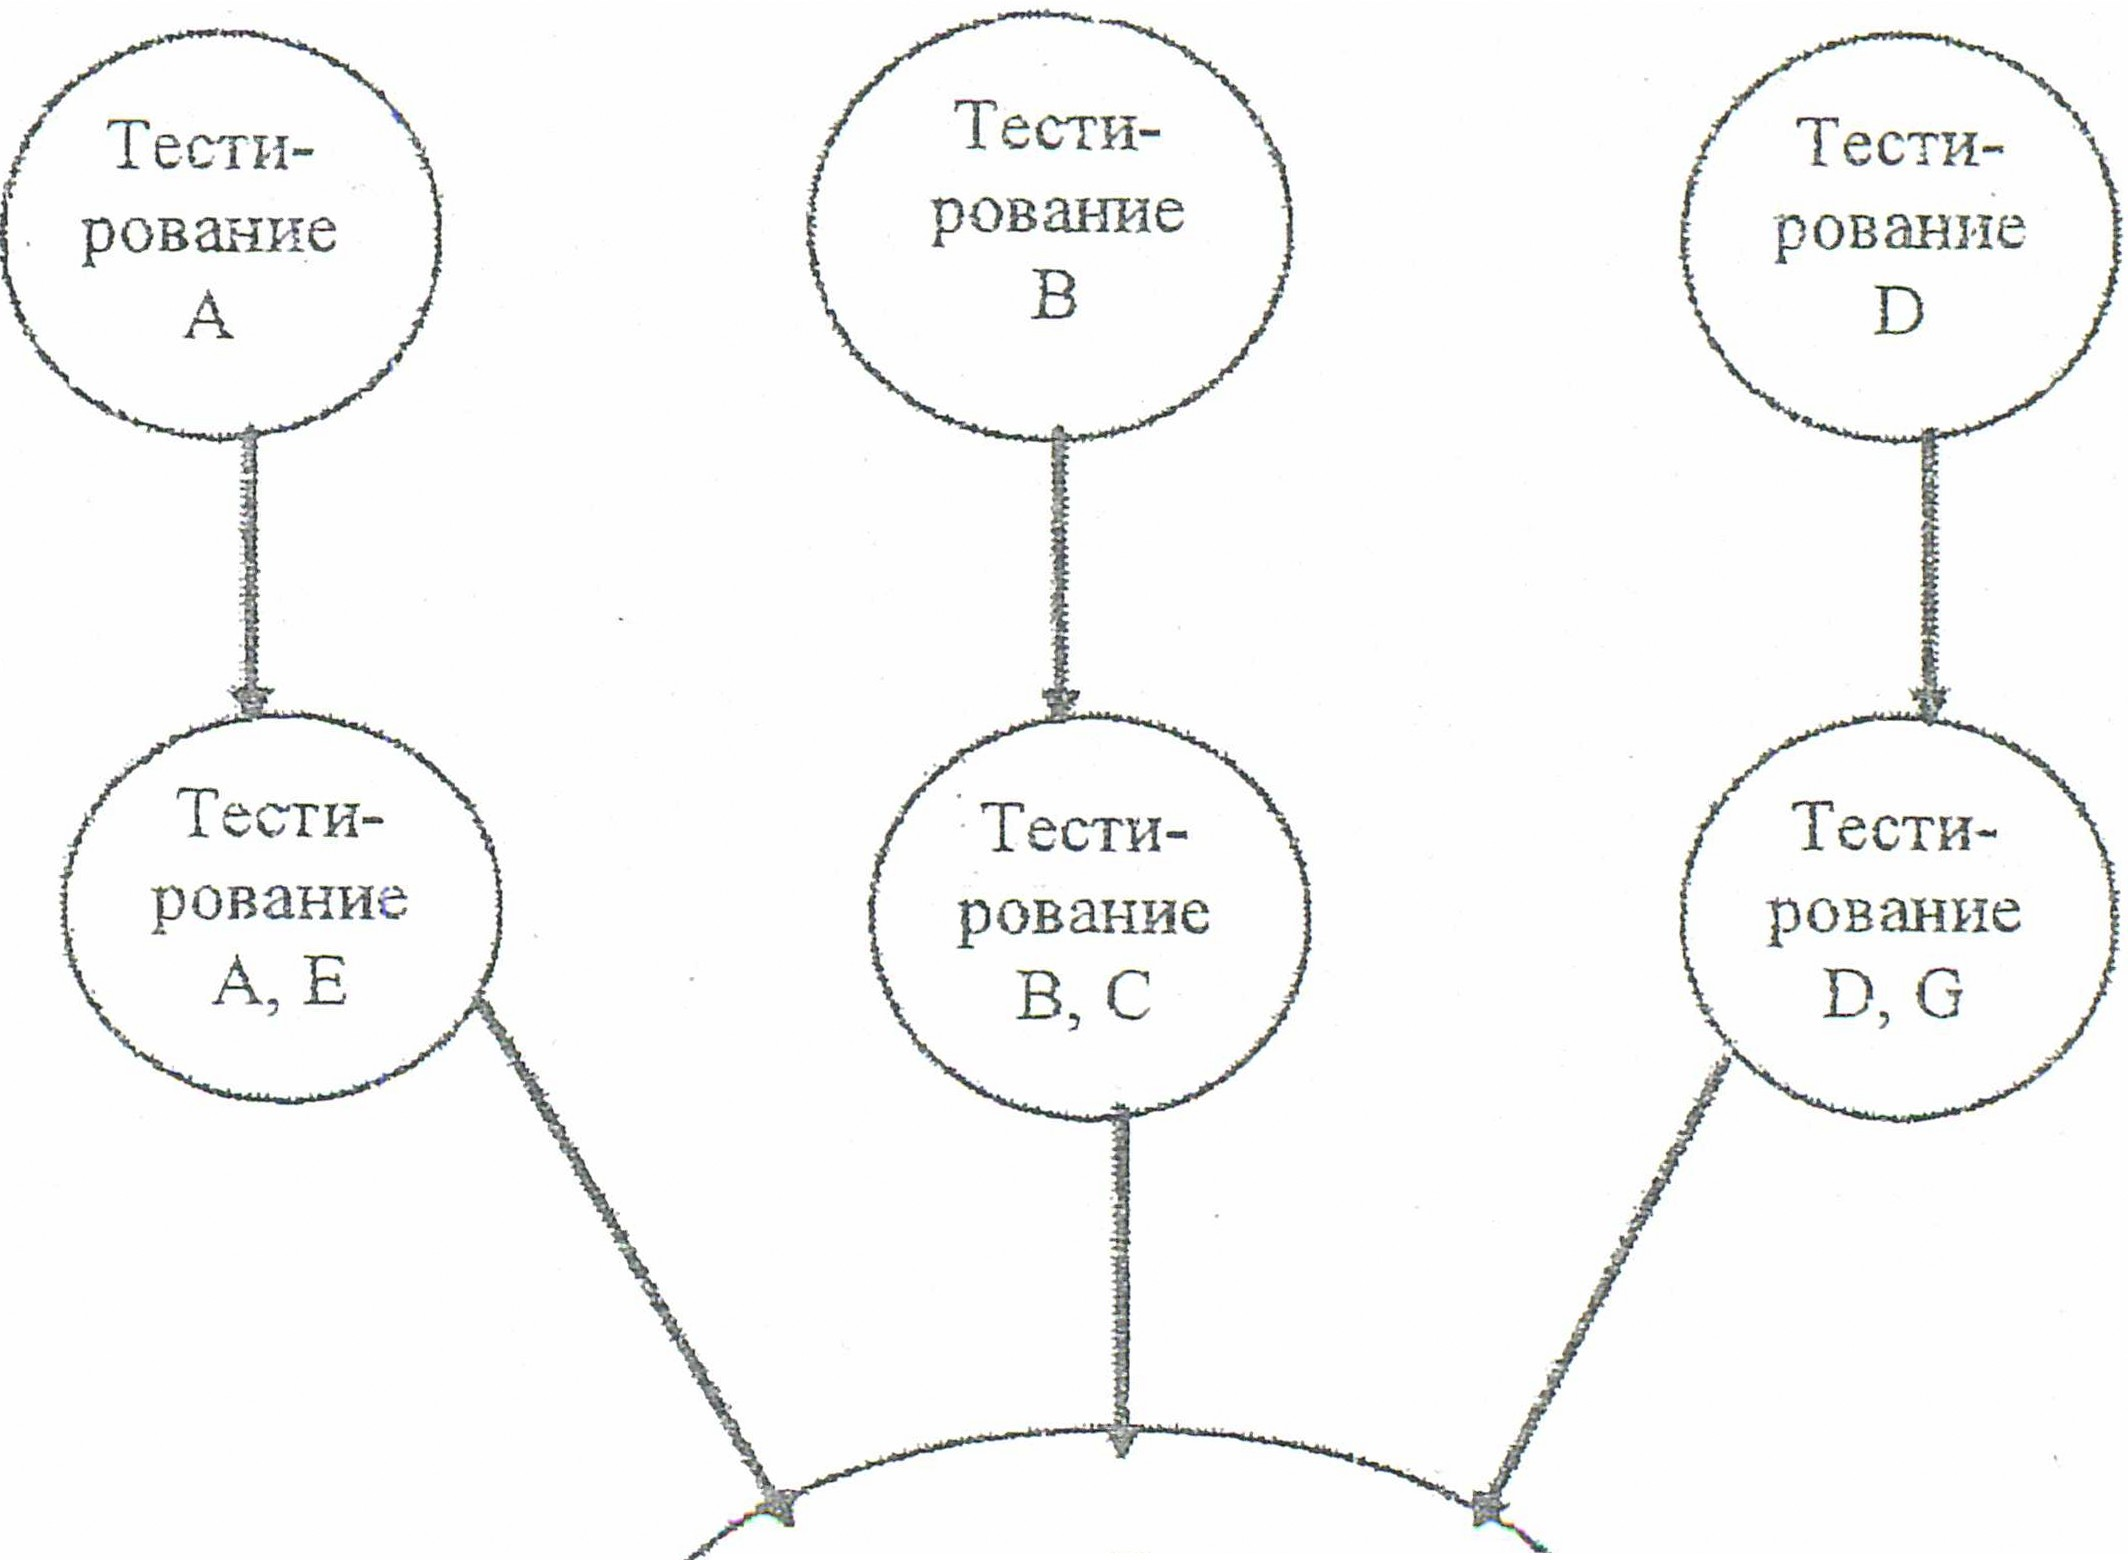 Тести-
рование
A
Тести-
рование
B
Тести-
рование
D
Тести-
рование
A, E
Тести-
рование
B, C
Тести-
рование
D, G